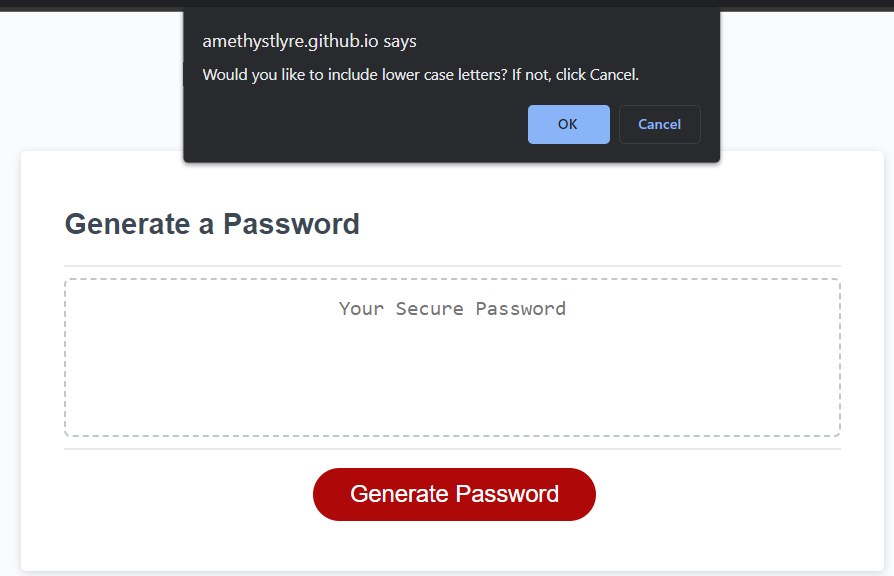 amethystlyre.github.io says
Would you like to include lower case letters? If not, click Cancel.
OK
Cancel
Generate a Password
Your Secure Password
Generate Password